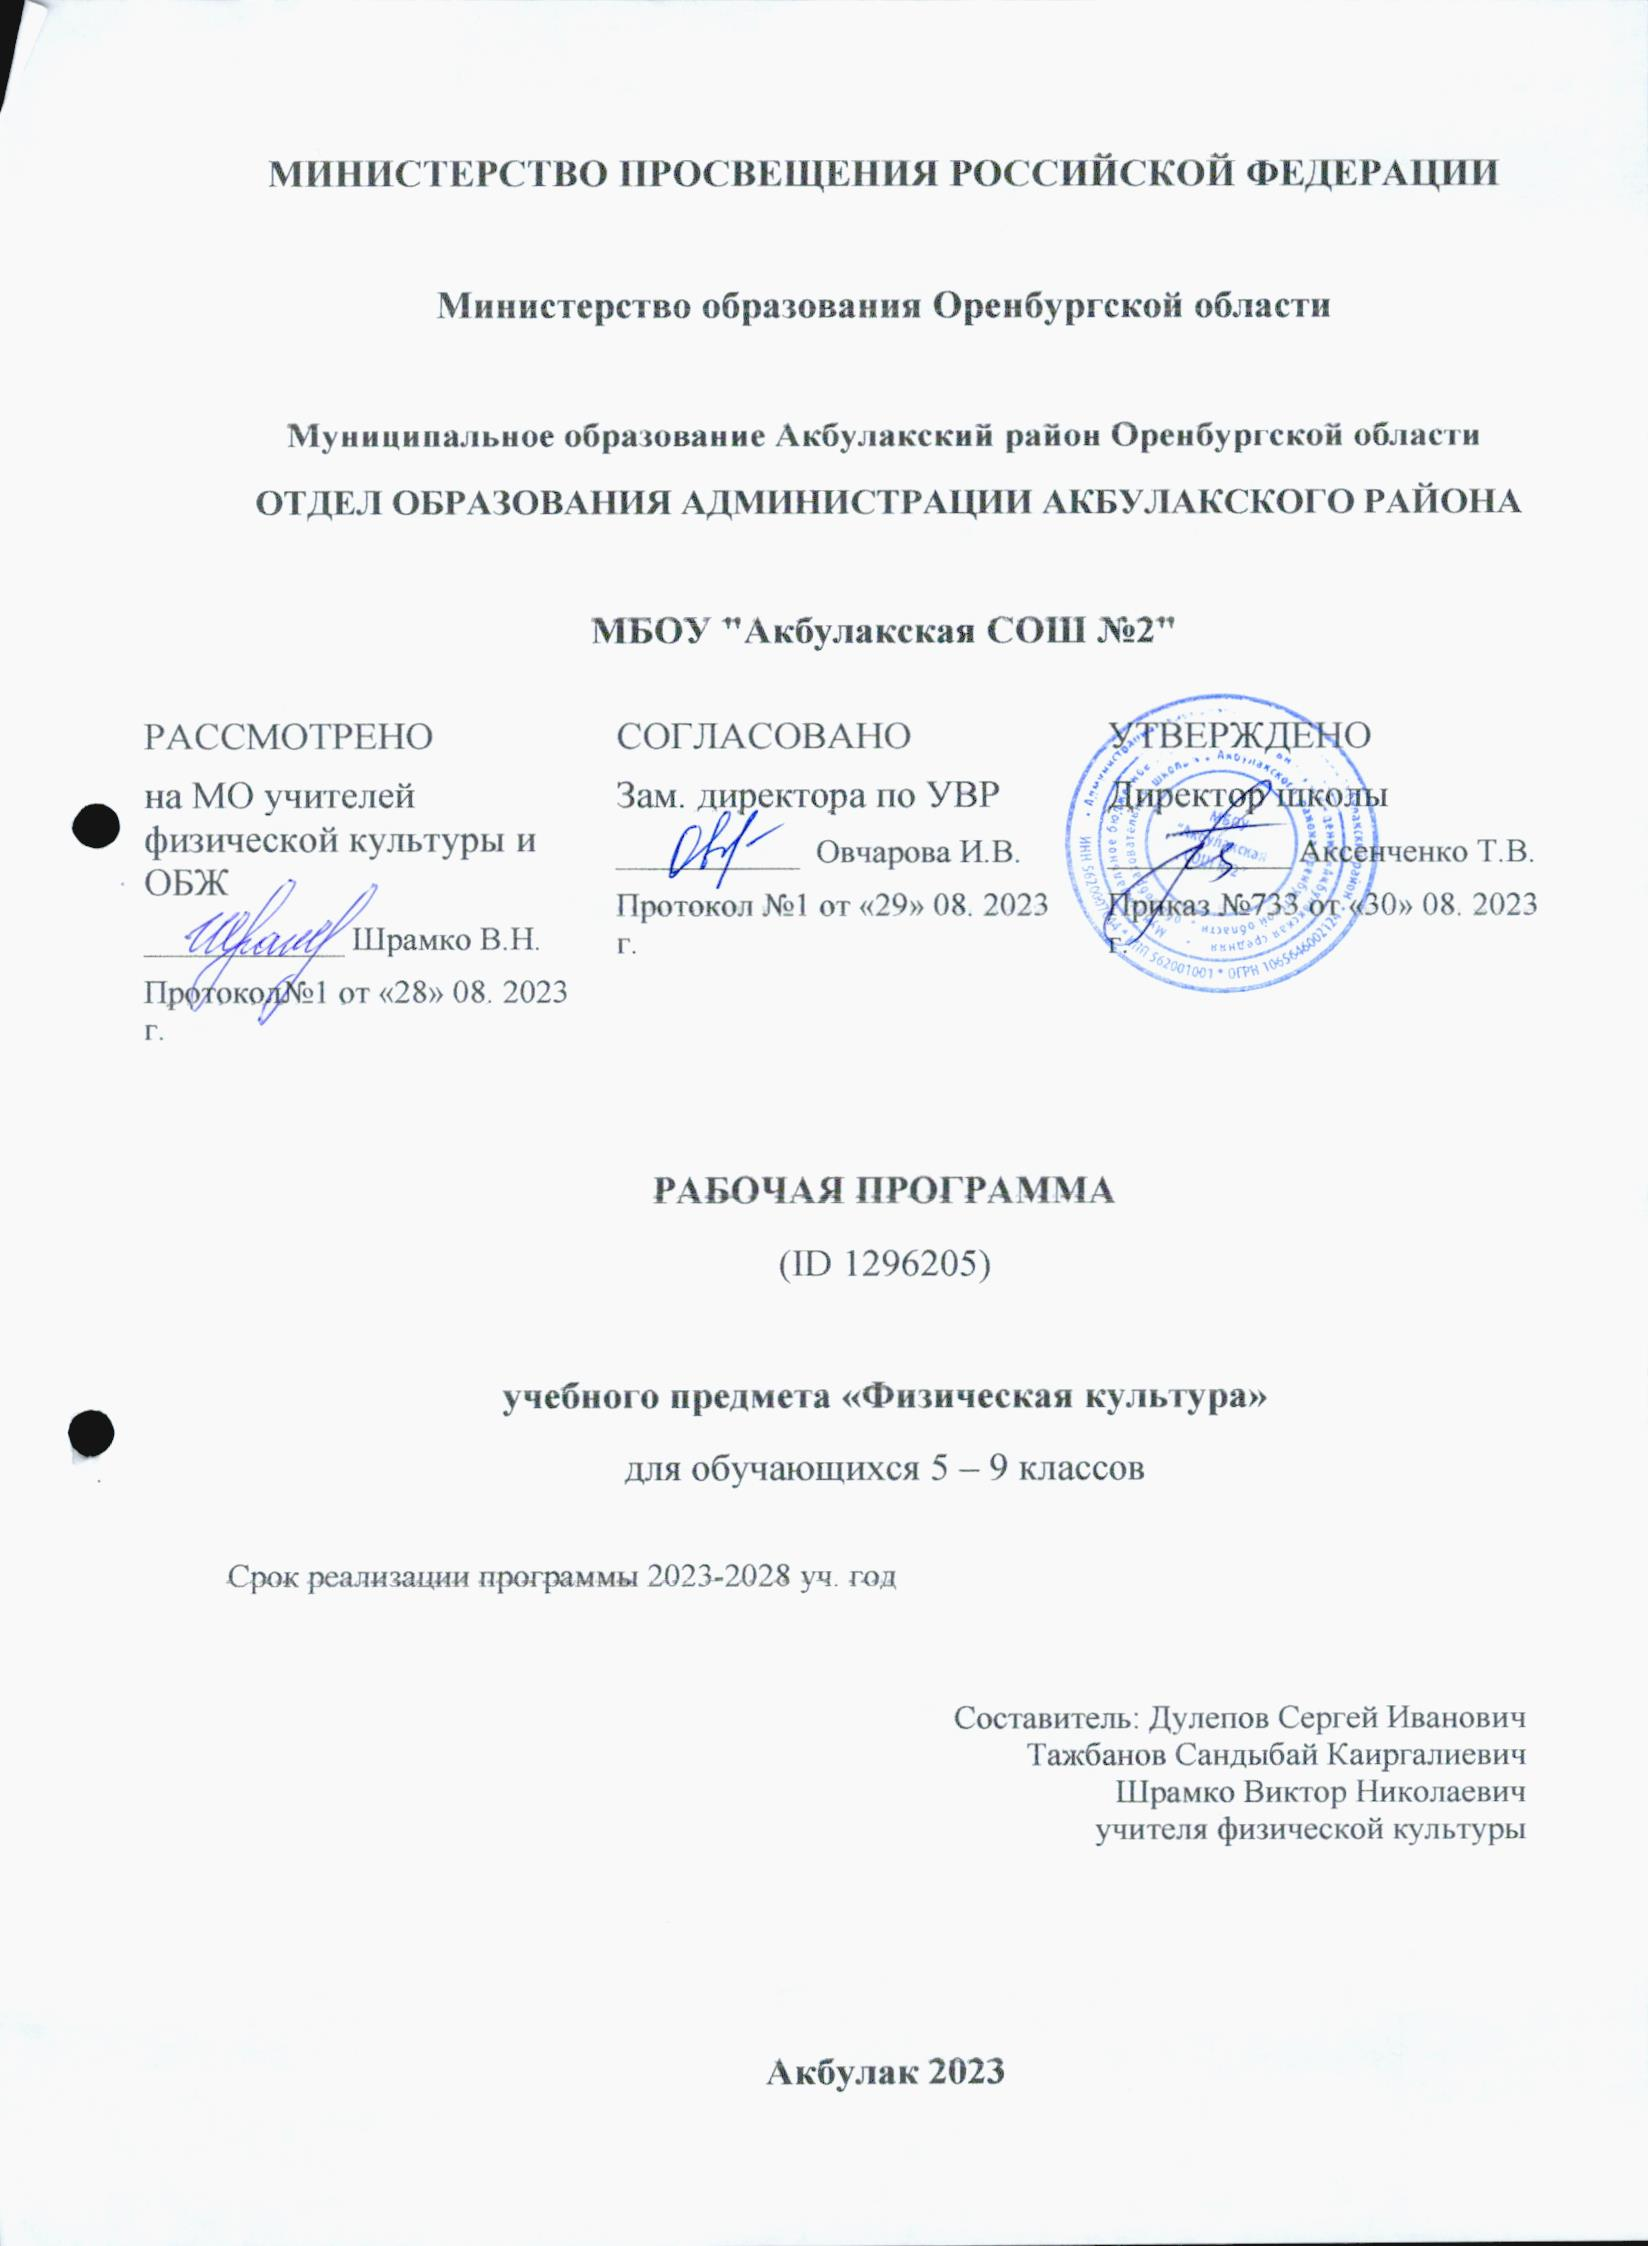 МИНИСТЕРСТВО ПРОСВЕЩЕНИЯ РОССИЙСКОЙ ФЕДЕРАЦИИ
Министерство образования Оренбургской области
Муниципальное образование Акбулакский район Оренбургской области
ОТДЕЛ ОБРАЗОВАНИЯ АДМИНИСТРАЦИИ АКБУЛАКСКОГО РАЙОНА
МБОУ "Акбулакская СОШ №2"
РАССМОТРЕНО
на МО учителей
физической культуры и
ОБЖ
Шрамко В.Н.
Протокол№1 от «28» 08. 2023
г.
СОГЛАСОВАНО
Зам. директора по УВР
Овчарова И.В.
Протокол №1 от «29» 08. 2023
г.
УТВЕРЖДЕНО
Директор школы
Аксенченко Т.В.
Приказ №733 от «30» 08. 2023
г.
МБОУ
"Акбулакская
СОШ №2"
РАБОЧАЯ ПРОГРАММА
(ID 1296205)
учебного предмета «Физическая культура»
для обучающихся 5 – 9 классов
Срок реализации программы 2023-2028 уч. год
Составитель: Дулепов Сергей Иванович
Тажбанов Сандыбай Каиргалиевич
Шрамко Виктор Николаевич
учителя физической культуры
Акбулак 2023